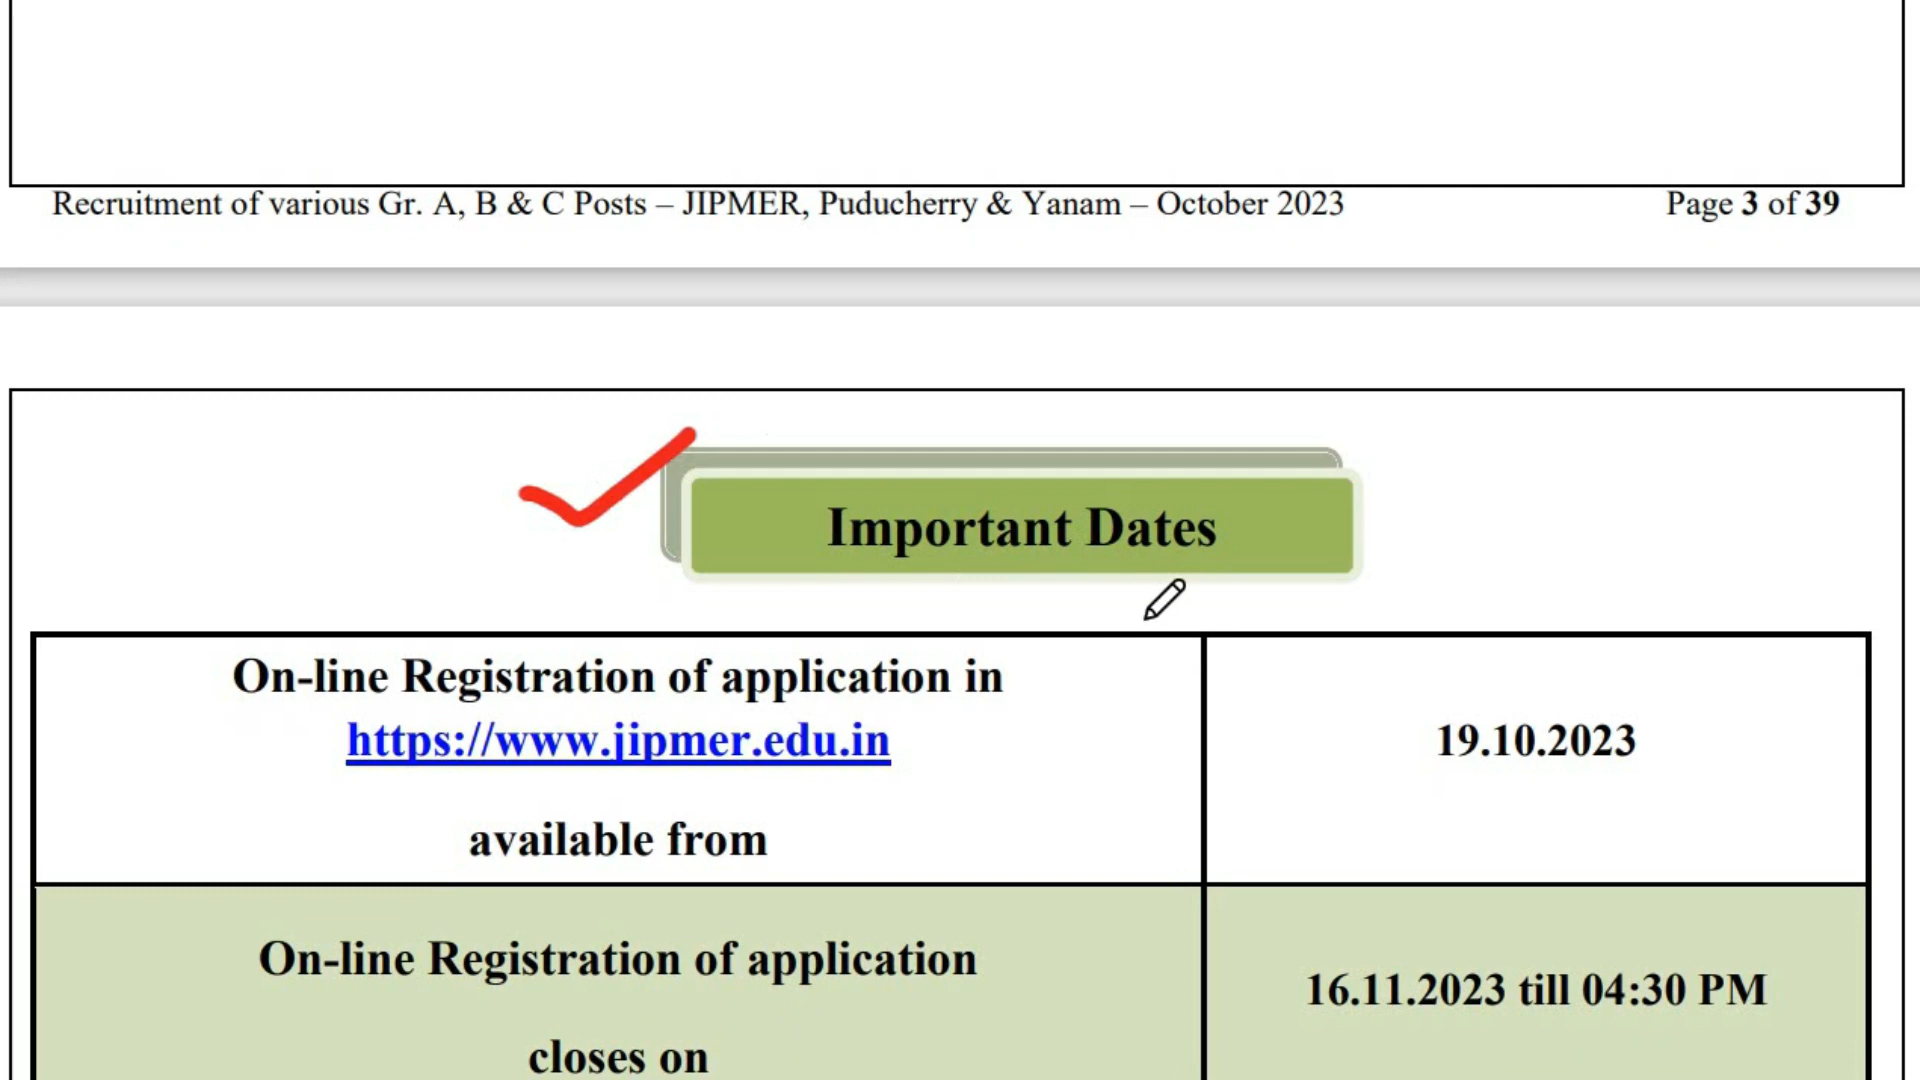 Recruitment of various Gr. A, B & C Posts – JIPMER, Puducherry & Yanam – October 2023 Page 3 of 39
Important Dates
On-line Registration of application in
https://www.jipmer.edu.in
available from
19.10.2023
On-line Registration of application
closes on
16.11.2023 till 04:30 PM